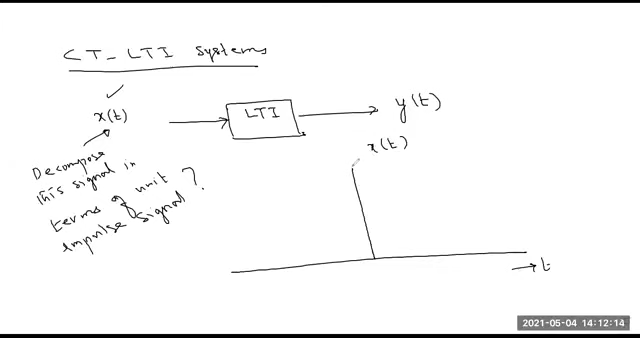 CT-LTI systems
x(t)
LTI
y(t)
Decompose
this signal in
terms of unit
impulse signal?
x(t)
t
2021-05-04 14:12:14